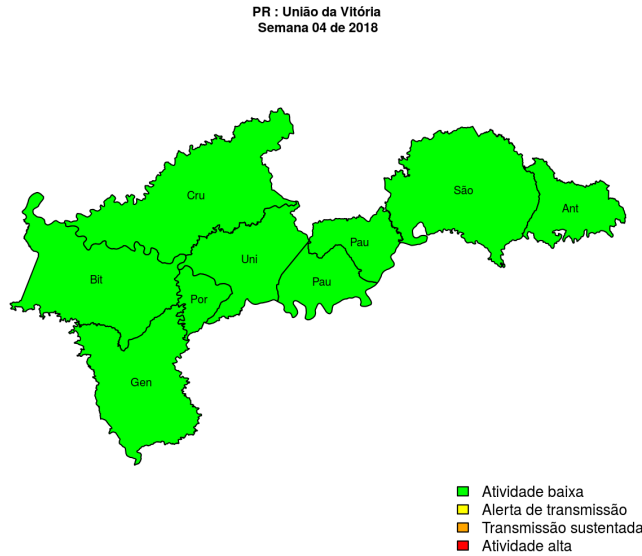 PR : União da Vitória
Semana 04 de 2018
Cru
São
Ant
Pau
Uni
Bit
Pau
Por
Gen
Atividade baixa
Alerta de transmissão
Transmissão sustentada
Atividade alta